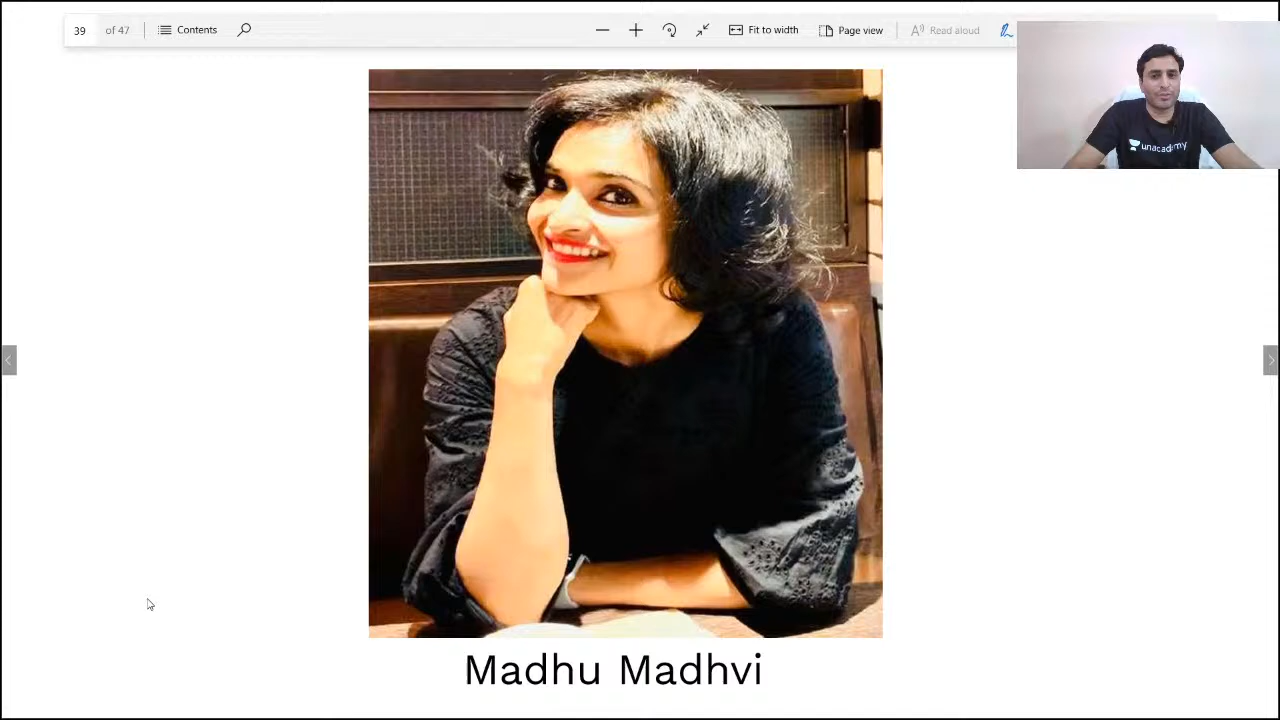 39 of 47 Contents Fit to width Page view Read aloud
unacademy
Madhu Madhvi